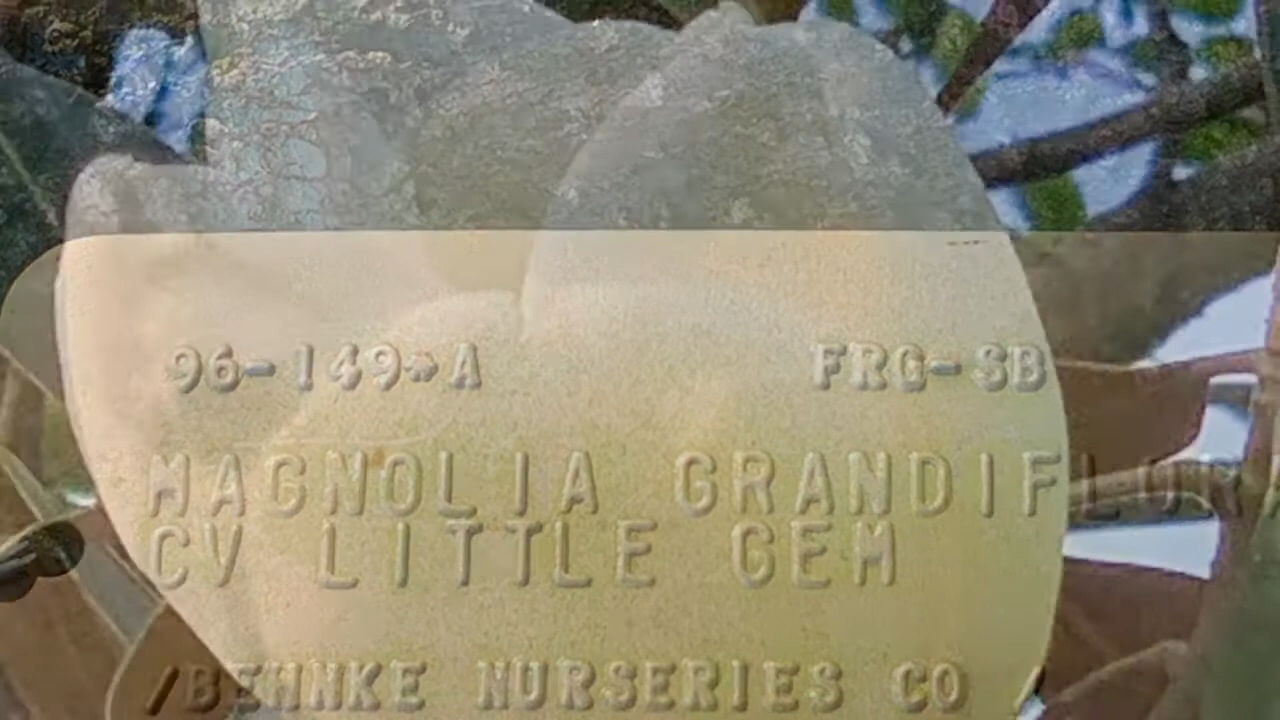 96-149*A FRG-SB
MAGNOLIA GRANDIFLORA
CV LITTLE GEM
/BEHNKE NURSERIES CO /